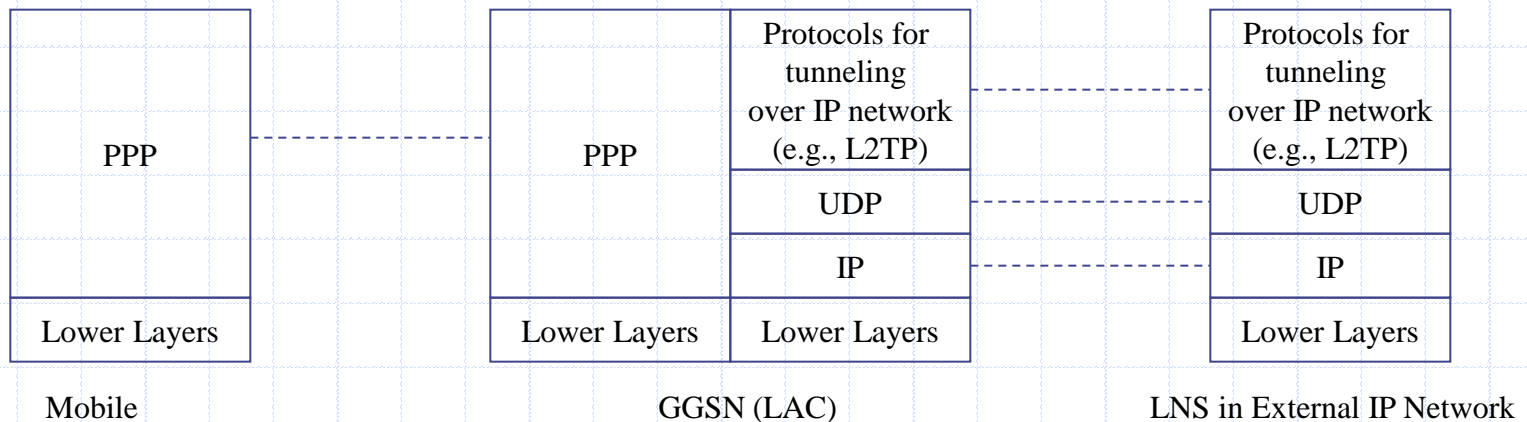 PPP
Lower Layers
Mobile
PPP
Lower Layers
Protocols for
tunneling
over IP network
(e.g., L2TP)
UDP
IP
Lower Layers
GGSN (LAC)
Protocols for
tunneling
over IP network
(e.g., L2TP)
UDP
IP
Lower Layers
LNS in External IP Network